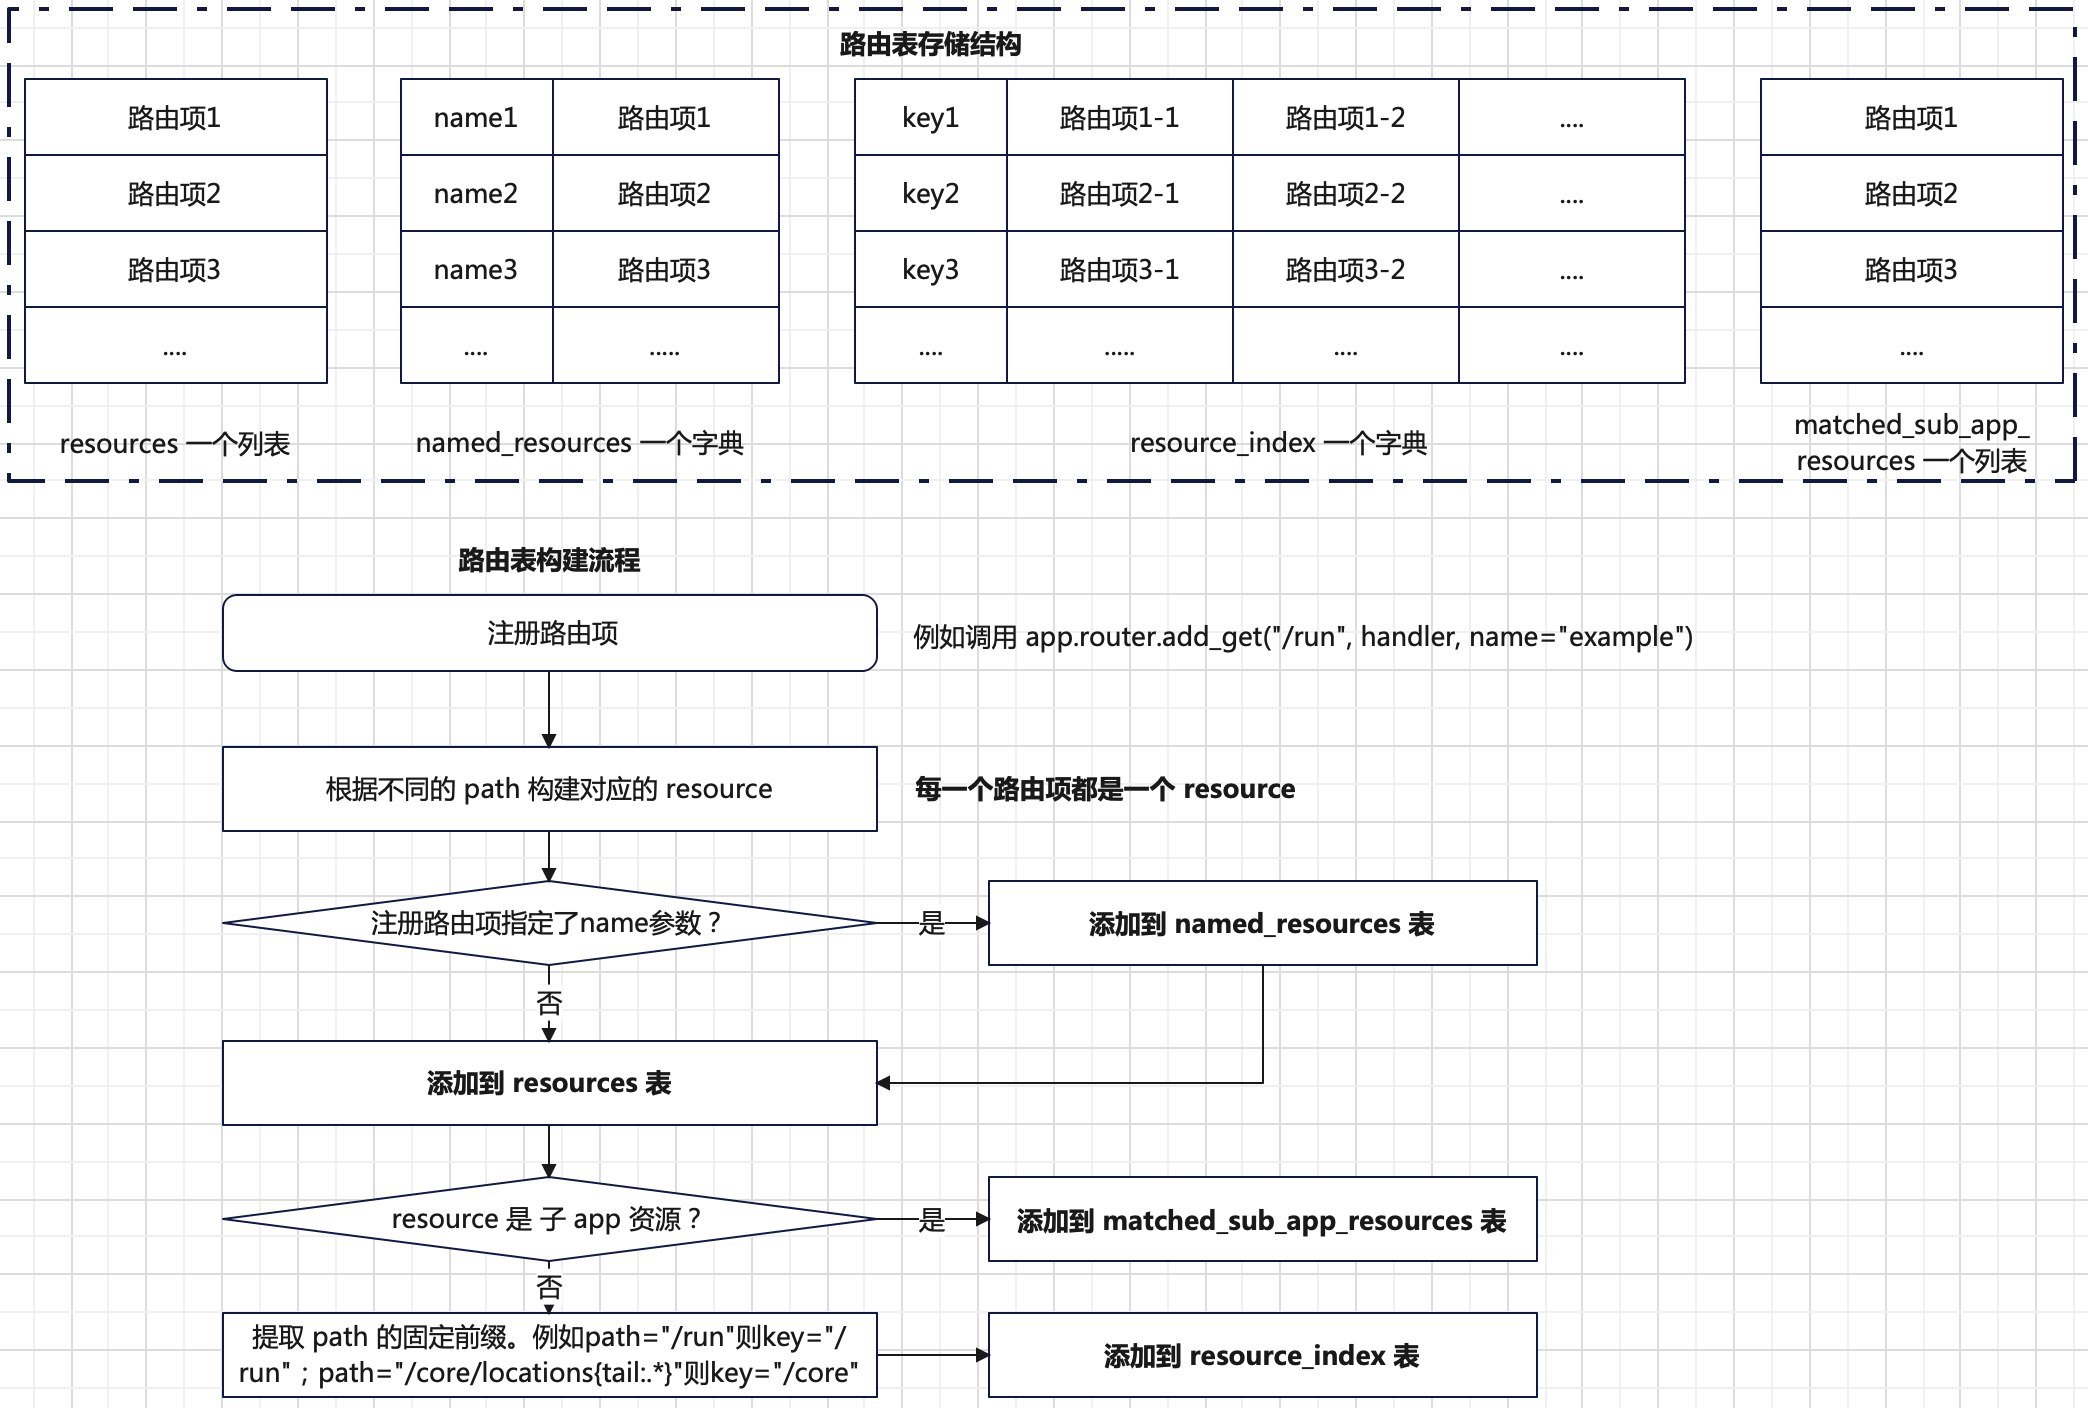 路由表存储结构
路由项1
路由项2
路由项3
....
resources 一个列表
name1 路由项1
name2 路由项2
name3 路由项3
.... .....
named_resources 一个字典
key1 路由项1-1 路由项1-2 ....
key2 路由项2-1 路由项2-2 ....
key3 路由项3-1 路由项3-2 ....
.... ..... .... ....
resource_index 一个字典
路由项1
路由项2
路由项3
....
matched_sub_app_
resources 一个列表
路由表构建流程
注册路由项
例如调用 app.router.add_get("/run", handler, name="example")
根据不同的 path 构建对应的 resource
每一个路由项都是一个 resource
注册路由项指定了name参数？
是
添加到 named_resources 表
否
添加到 resources 表
resource 是 子 app 资源？
是
添加到 matched_sub_app_resources 表
否
提取 path 的固定前缀。例如path="/run"则key="/
run"；path="/core/locations{tail:.*}"则key="/core"
添加到 resource_index 表